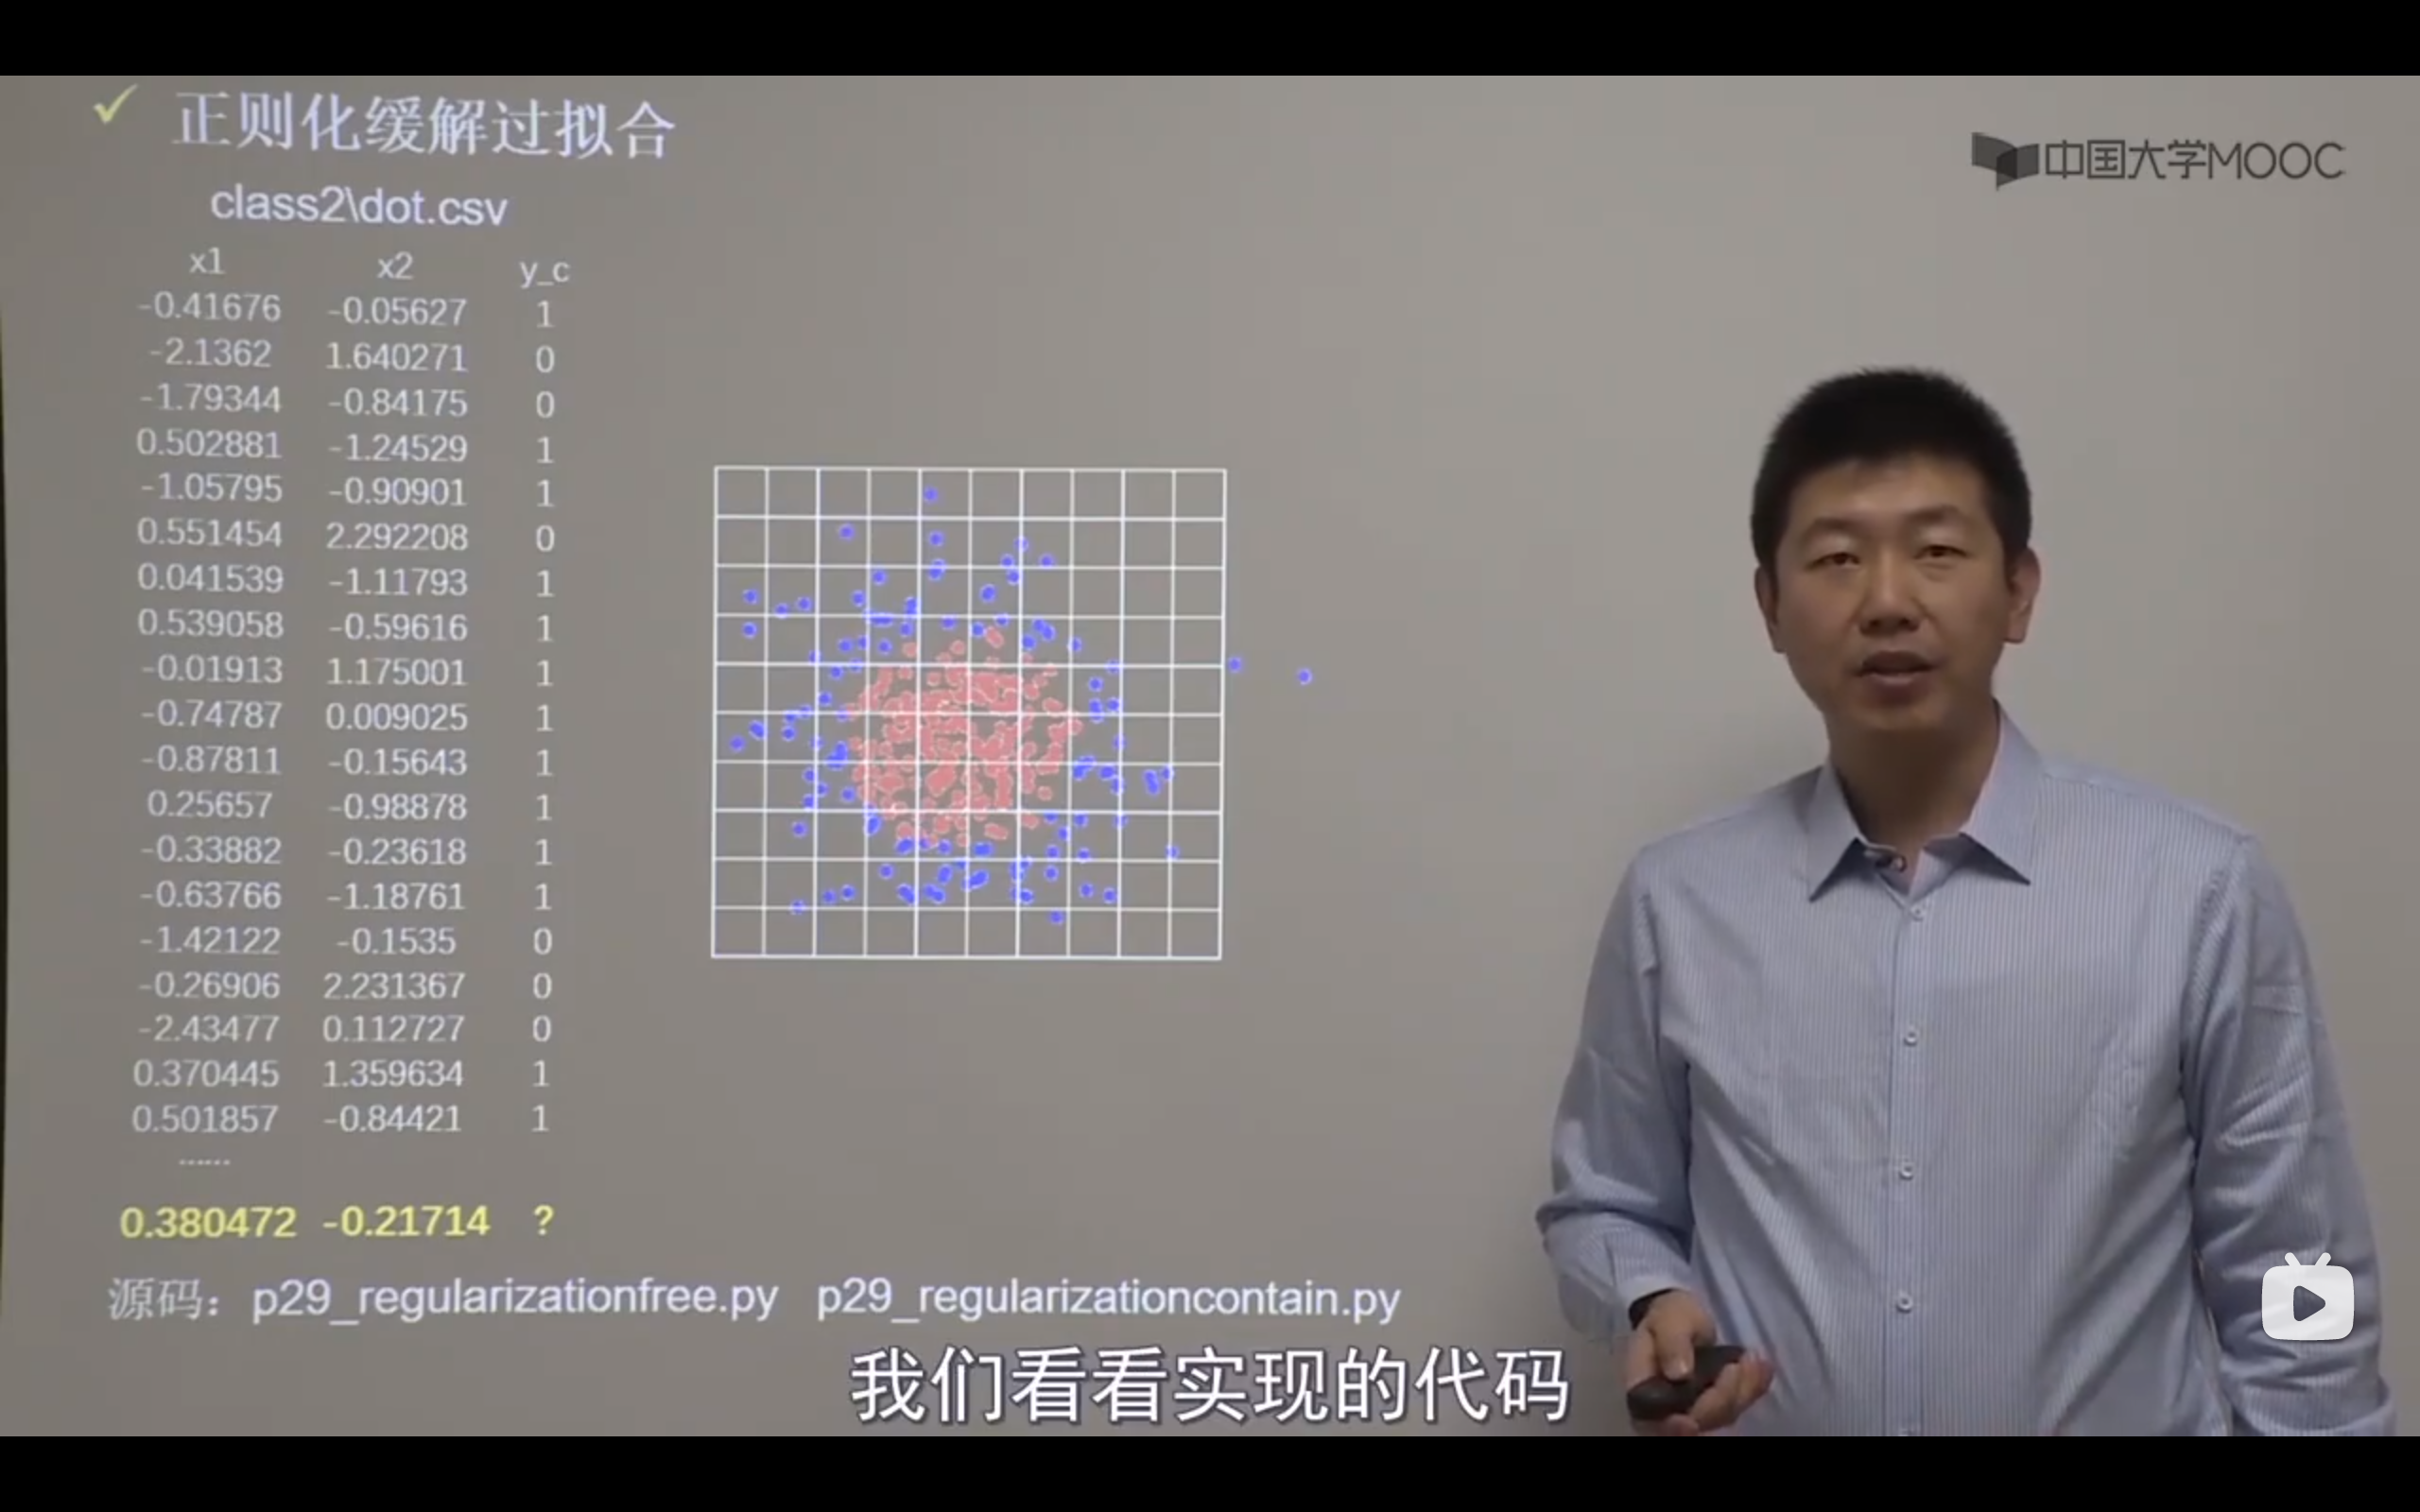 ✓ 正则化缓解过拟合
中国大学MOOC
class2\dot.csv
x1 x2 y_c
-0.41676 -0.05627 1
-2.1362 1.640271 0
-1.79344 -0.84175 0
0.502881 -1.24529 1
-1.05795 -0.90901 1
0.551454 2.292208 0
0.041539 -1.11793 1
0.539058 -0.59616 1
-0.01913 1.175001 1
-0.74787 0.009025 1
-0.87811 -0.15643 1
0.25657 -0.98878 1
-0.33882 -0.23618 1
-0.63766 -1.18761 1
-1.42122 -0.1535 0
-0.26906 2.231367 0
-2.43477 0.112727 0
0.370445 1.359634 1
0.501857 -0.84421 1
......
0.380472 -0.21714 ?
源码：p29_regularizationfree.py p29_regularizationcontain.py
我们看看实现的代码